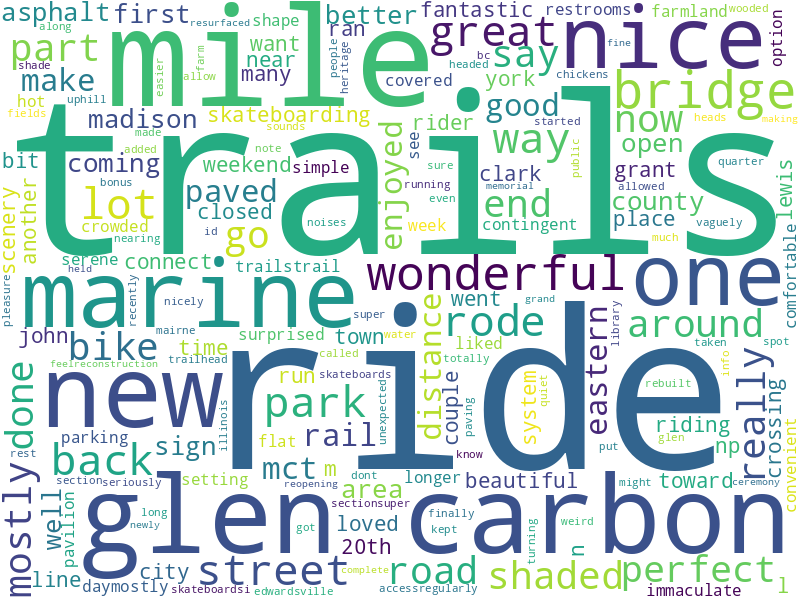 asphalt
first
mile
great
nice
fantastic
restrooms
farmland
wooded
along
resurfaced
shape
better
option
part
want
ran
people
heritage
bc
headed
fine
make
shade
easier
farm
allow
near
many
covered
say
york
chickens
bridge
hot
uphill
madison
skateboarding
good
now
fields
made
sounds
rider
started
heads
making
trails
bit
added
note
enjoyed
see
way
open
public
sure
quarter
coming
weekend
simple
clark
grant
allowed
memorial
running
even
scenery
another
bonus
lot
paved
end
county
lewis
crowded
closed
noises
week
contingent
place
vaguely
nearing
id
go
much
serene
connect
trailstrail
wonderful
one
comfortable
pleasure
held
recently
marine
nicely
super
went
grand
rode
around
john
mairne
surprised
town
water
distance
eastern
library
bike
time
called
liked
taken
spot
feelreconstruction
trailhead
totally
new
ride
run
skateboards
couple
system
quiet
rebuilt
info
really
done
park
flat
unexpected
paving
riding
crossing
convenient
parking
sign
illinois
rail
put
glen
np
rest
back
section
seriously
setting
mct
m
dont
longer
know
might
ceremony
toward
mostly
well
pavilion
reopening
area
sectionsuper
beautiful
glen carbon
long
newly
got
loved
finally
kept
weird
turning
n
20th
line
city
street
road
shaded
perfect
daymostly
skateboardsi
edwardsville
complete
accessregularly
immaculate
l